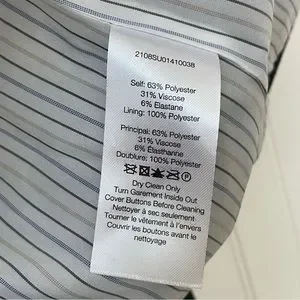 2108SU01410038
Self: 63% Polyester
31% Viscose
6% Elastane
Lining: 100% Polyester
Principal: 63% Polyester
31% Viscose
6% Élasthanne
Doublure: 100% Polyester
Dry Clean Only
Turn Garement Inside Out
Cover Buttons Before Cleaning
Nettoyer à sec seulement
Tourner le vêtement à l'envers
Couvrir les boutons avant le
nettoyage